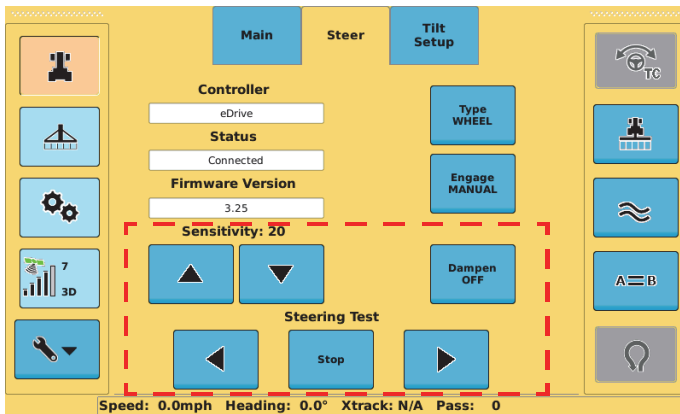 Main
Steer
Tilt
Setup
TC
Controller
eDrive
Type
WHEEL
Status
Connected
Engage
MANUAL
Firmware Version
3.25
Sensitivity: 20
7
3D
Dampen
OFF
A=B
Steering Test
Stop
Speed: 0.0mph Heading: 0.0° Xtrack: N/A Pass: 0